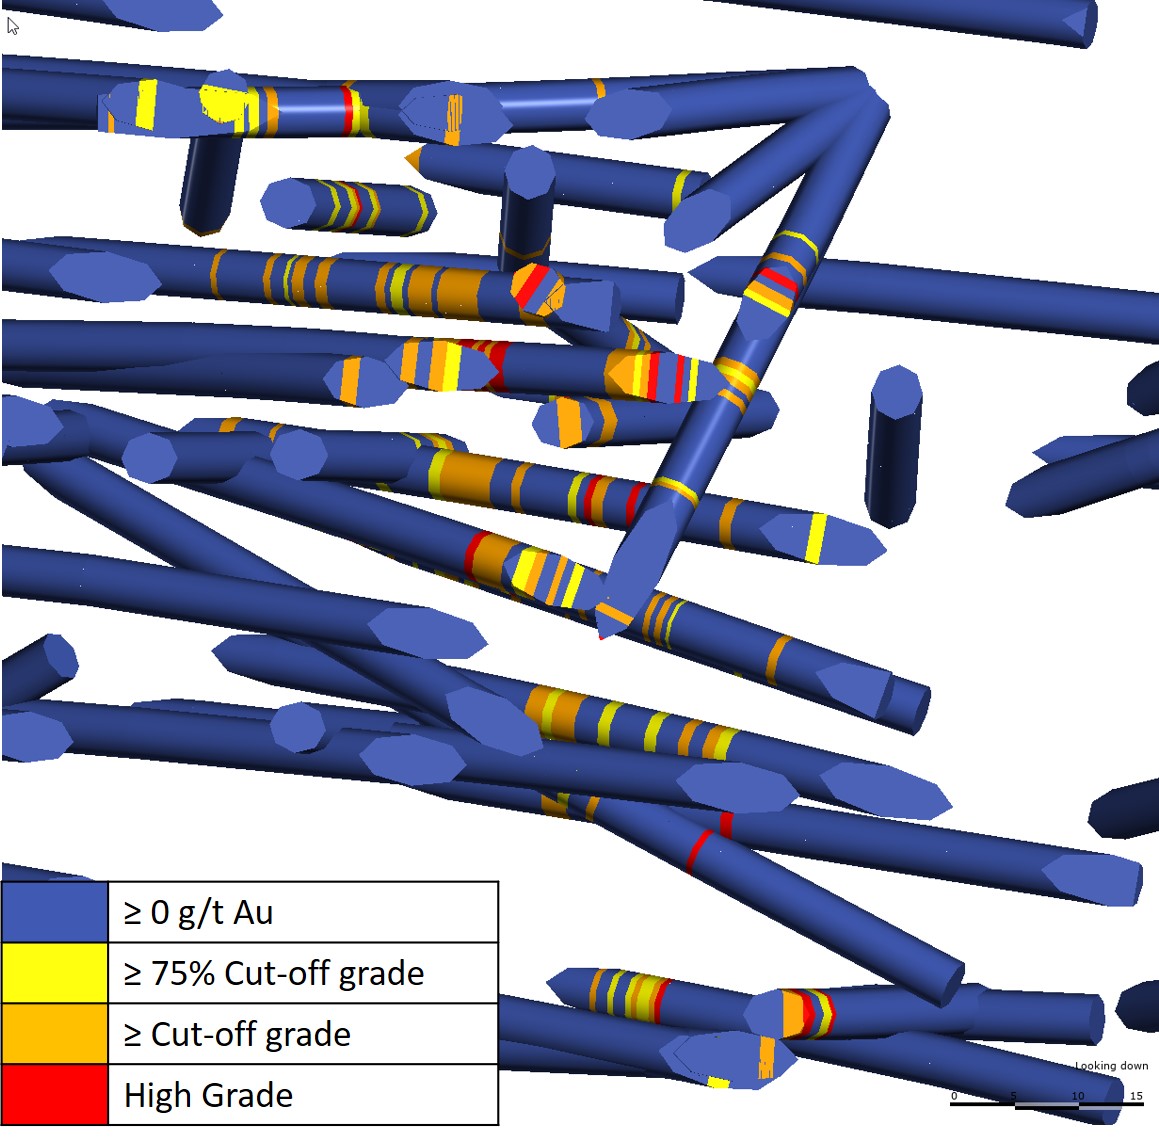 ≥ 0 g/t Au
≥ 75% Cut-off grade
≥ Cut-off grade
High Grade
Looking down
0 5 10 15